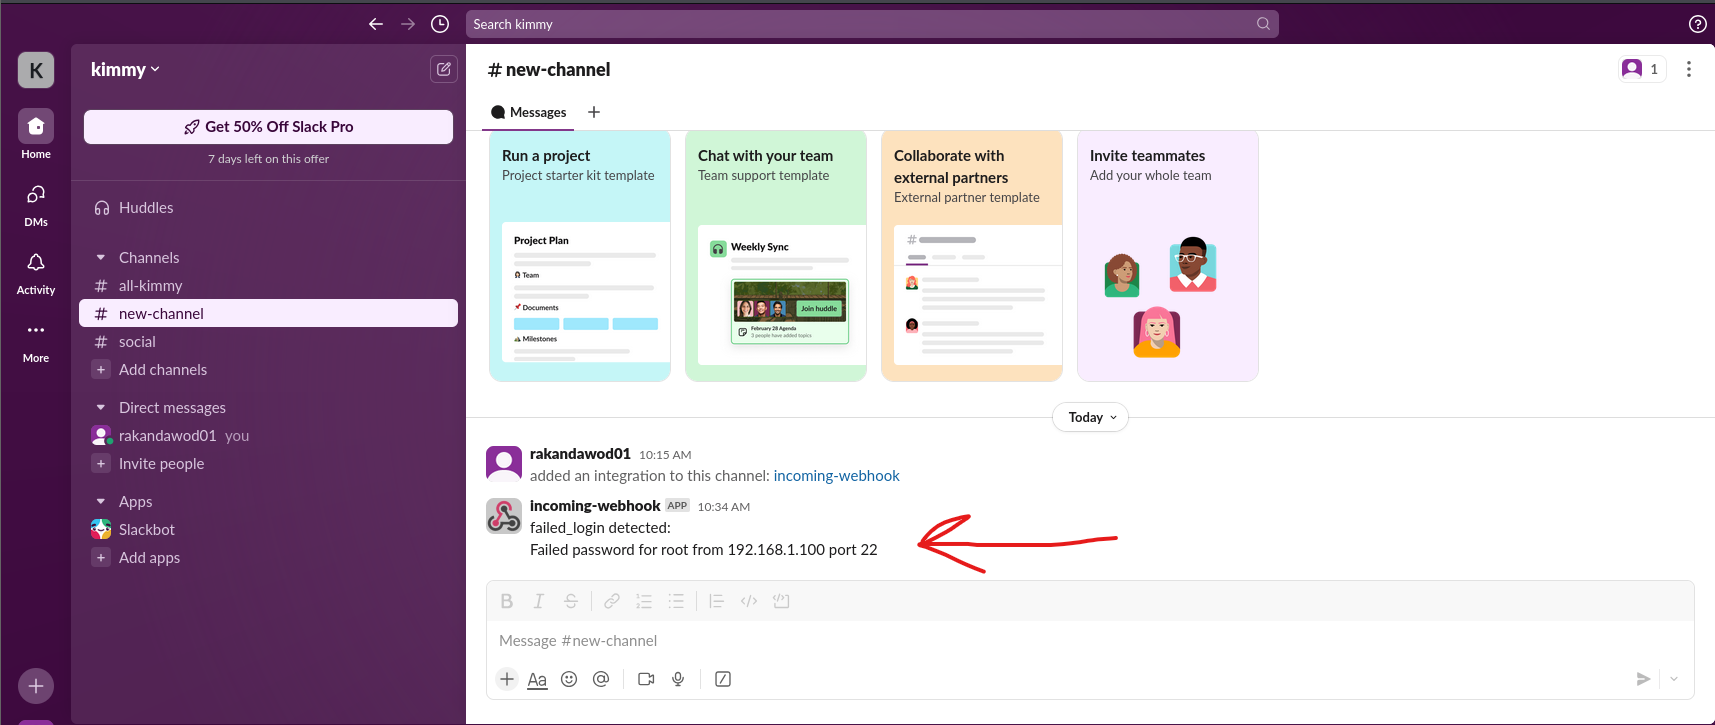 Search kimmy
K
kimmy
Get 50% Off Slack Pro
7 days left on this offer
Home
DMs
Activity
More
Huddles
Channels
# all-kimmy
# new-channel
# social
+ Add channels
Direct messages
rakandawod01 you
+ Invite people
Apps
Slackbot
+ Add apps
# new-channel
1
Messages
Run a project
Project starter kit template
Project Plan
Team
Documents
Milestones
Chat with your team
Team support template
Weekly Sync
Join huddle
February 28 Agenda
3 people have added topics
Collaborate with
external partners
External partner template
#
Invite teammates
Add your whole team
Today
rakandawod01 10:15 AM
added an integration to this channel: incoming-webhook
incoming-webhook APP 10:34 AM
failed_login detected:
Failed password for root from 192.168.1.100 port 22
B I S
Message #new-channel
+ Aa @